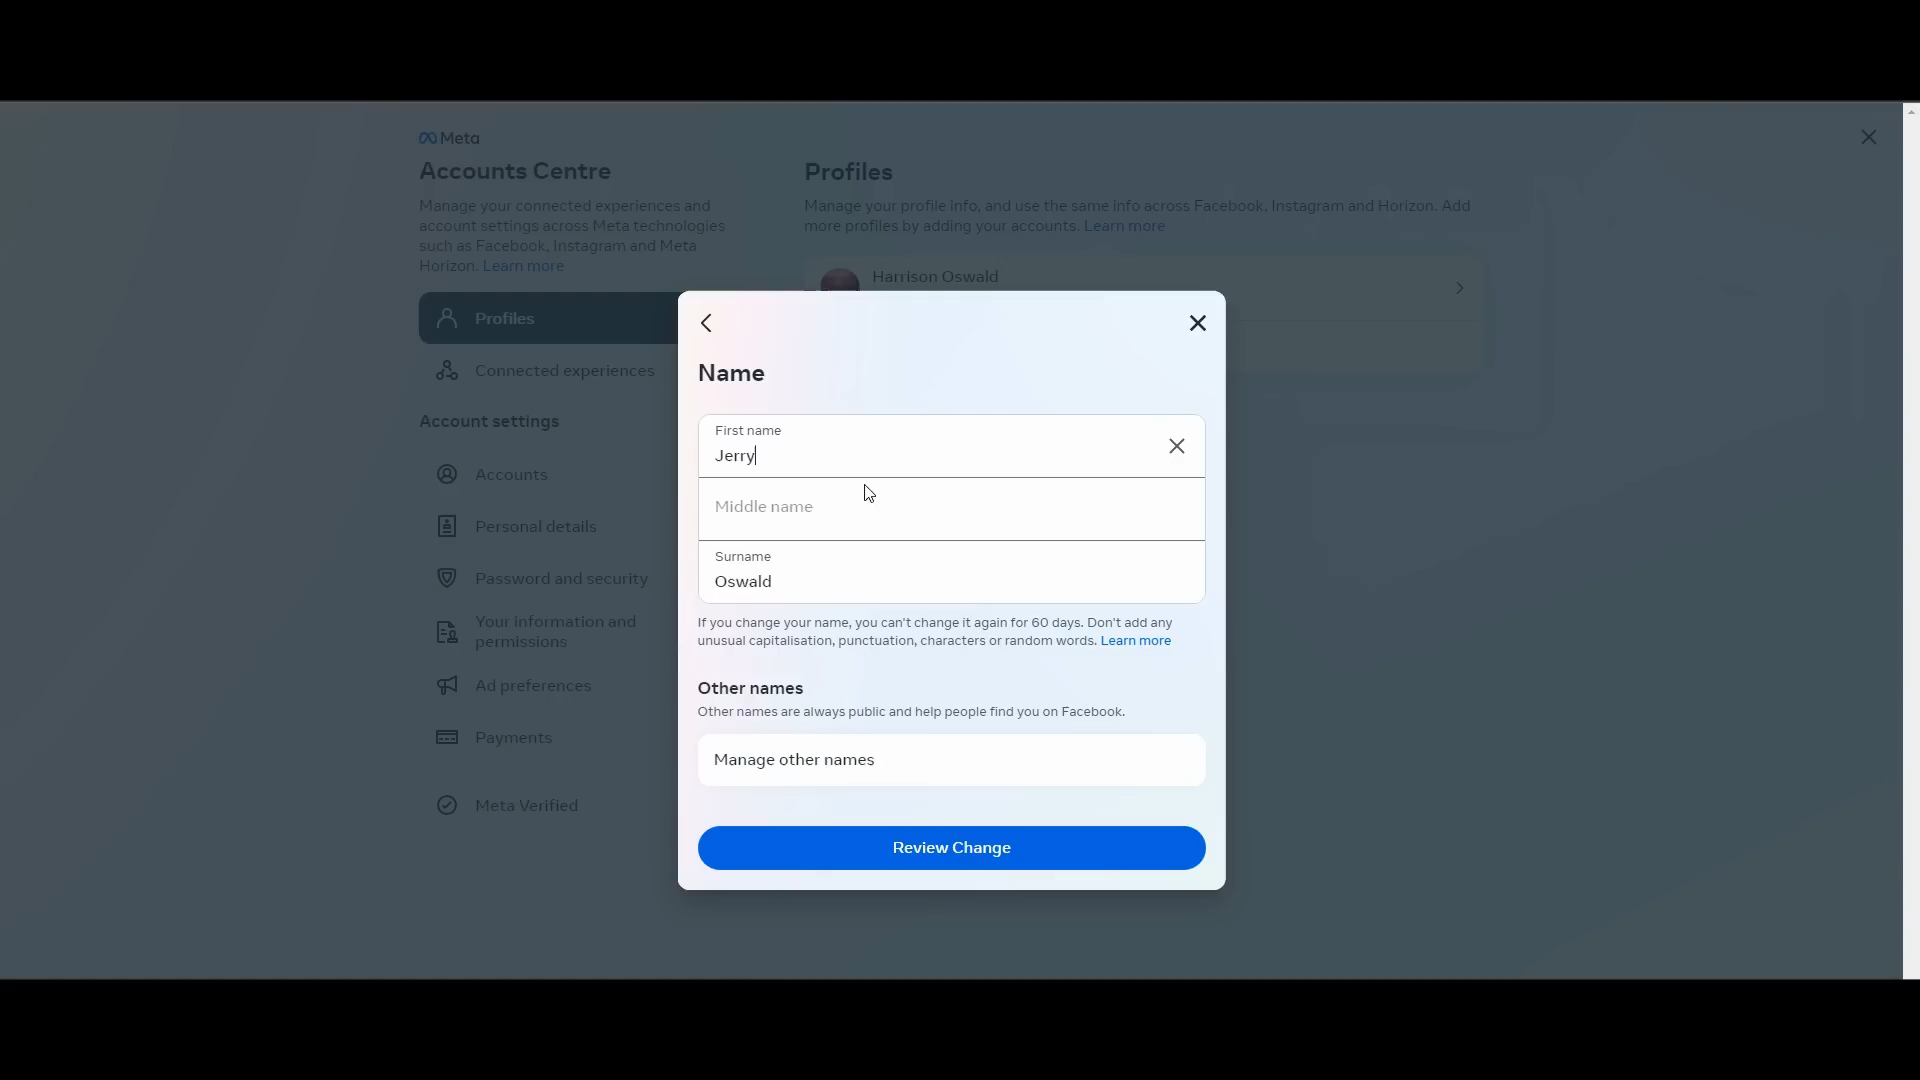 Meta
Accounts Centre
Manage your connected experiences and
account settings across Meta technologies
such as Facebook, Instagram and Meta
Horizon. Learn more
Profiles
Connected experiences
Account settings
Accounts
Personal details
Password and security
Your information and
permissions
Ad preferences
Payments
Meta Verified
Profiles
Manage your profile info, and use the same info across Facebook, Instagram and Horizon. Add
more profiles by adding your accounts. Learn more
Harrison Oswald
Name
First name
Jerry
Middle name
Surname
Oswald
If you change your name, you can't change it again for 60 days. Don't add any
unusual capitalisation, punctuation, characters or random words. Learn more
Other names
Other names are always public and help people find you on Facebook.
Manage other names
Review Change